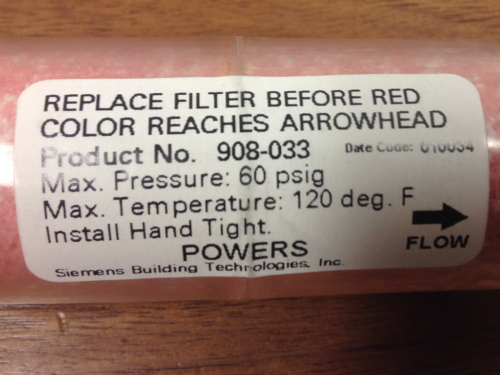 REPLACE FILTER BEFORE RED
COLOR REACHES ARROWHEAD
Product No. 908-033 Date Code: 010034
Max. Pressure: 60 psig
Max. Temperature: 120 deg. F
Install Hand Tight.
POWERS
FLOW
Siemens Building Technologies, Inc.